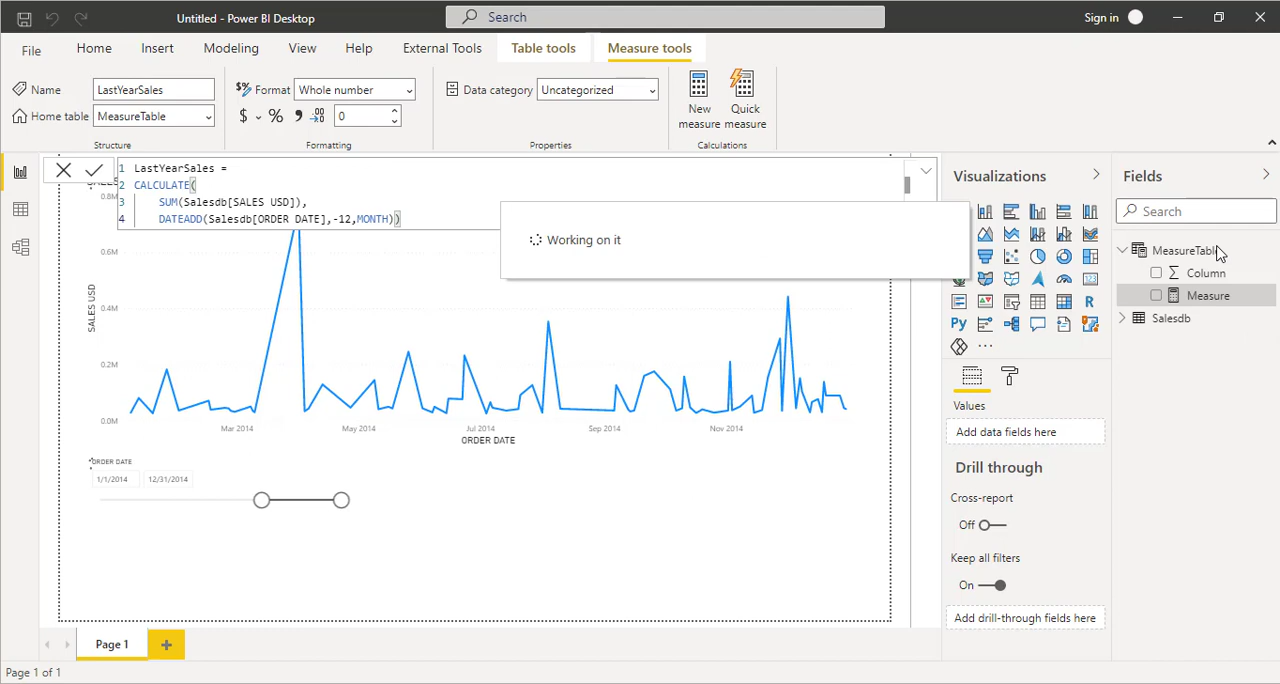 Untitled - Power BI Desktop
Search
Sign in
File
Home
Insert
Modeling
View
Help
External Tools
Table tools
Measure tools
Name
LastYearSales
Home table
MeasureTable
Structure
Format
Whole number
$
%
0
Formatting
Data category
Uncategorized
Properties
New
measure
Quick
measure
Calculations
1 LastYearSales =
2 CALCULATE(
3 SUM(Salesdb[SALES USD]),
4 DATEADD(Salesdb[ORDER DATE],-12,MONTH))
Working on it
0.8M
0.6M
0.4M
0.2M
0.0M
SALES USD
Mar 2014
May 2014
Jul 2014
Sep 2014
Nov 2014
ORDER DATE
ORDER DATE
1/1/2014
12/31/2014
Visualizations
R
Py
Values
Add data fields here
Drill through
Cross-report
Off
Keep all filters
On
Add drill-through fields here
Fields
Search
Column
Measure
Salesdb
Page 1
Page 1 of 1